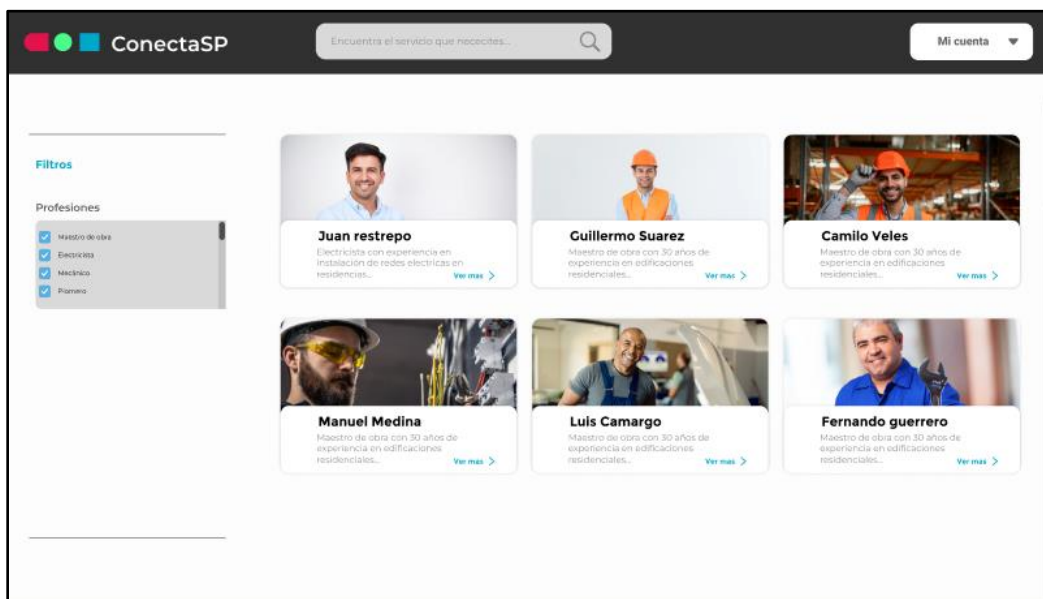 ConectaSP
Encuentra el servicio que nececites...
Mi cuenta
Filtros
Profesiones
Maestro de obra
Electricista
Mecánico
Plomero
Juan restrepo
Electricista con experiencia en
instalación de redes electricas en
residencias...
Ver mas
Guillermo Suarez
Maestro de obra con 30 años de
experiencia en edificaciones
residenciales...
Ver mas
Camilo Veles
Maestro de obra con 30 años de
experiencia en edificaciones
residenciales...
Ver mas
Manuel Medina
Maestro de obra con 30 años de
experiencia en edificaciones
residenciales...
Ver mas
Luis Camargo
Maestro de obra con 30 años de
experiencia en edificaciones
residenciales...
Ver mas
Fernando guerrero
Maestro de obra con 30 años de
experiencia en edificaciones
residenciales...
Ver mas